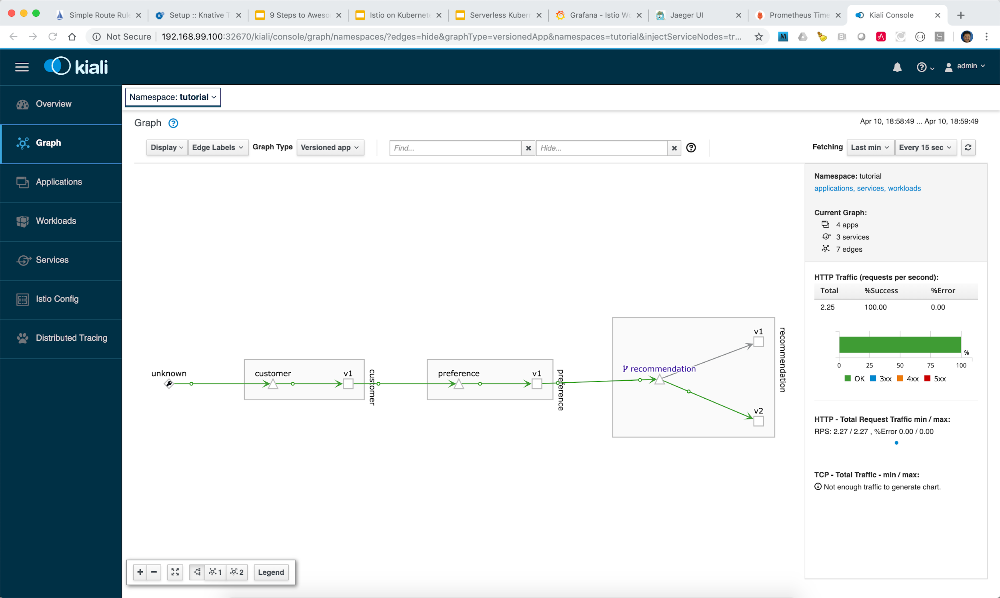 Simple Route Rule
Setup :: Knative T
9 Steps to Aweso
Istio on Kubernete
Serverless Kubern
Grafana - Istio Wo
Jaeger UI
Prometheus Time
Kiali Console
Not Secure
192.168.99.100:32670/kiali/console/graph/namespaces/?edges=hide&graphType=versionedApp&namespaces=tutorial&injectServiceNodes=tr...
M
B
S
kiali
admin
Namespace: tutorial
Overview
Graph
Applications
Workloads
Services
Istio Config
Distributed Tracing
Graph
Apr 10, 18:58:49 ... Apr 10, 18:59:49
Display
Edge Labels
Graph Type
Versioned app
Find...
Hide...
Fetching
Last min
Every 15 sec
unknown
customer
v1
customer
preference
v1
preference
recommendation
v1
v2
recommendation
Namespace: tutorial
applications, services, workloads
Current Graph:
4 apps
3 services
7 edges
HTTP Traffic (requests per second):
Total %Success %Error
2.25 100.00 0.00
%
0 25 50 75 100
OK 3xx 4xx 5xx
HTTP - Total Request Traffic min / max:
RPS: 2.27 / 2.27 , %Error 0.00 / 0.00
TCP - Total Traffic - min / max:
Not enough traffic to generate chart.
1
2
Legend